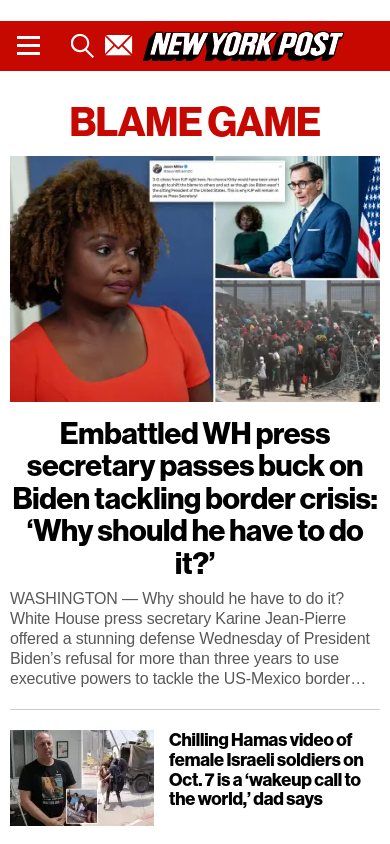 NEW YORK POST
BLAME GAME
Embattled WH press
secretary passes buck on
Biden tackling border crisis:
‘Why should he have to do
it?’
WASHINGTON — Why should he have to do it?
White House press secretary Karine Jean-Pierre
offered a stunning defense Wednesday of President
Biden’s refusal for more than three years to use
executive powers to tackle the US-Mexico border…
Chilling Hamas video of
female Israeli soldiers on
Oct. 7 is a ‘wakeup call to
the world,’ dad says